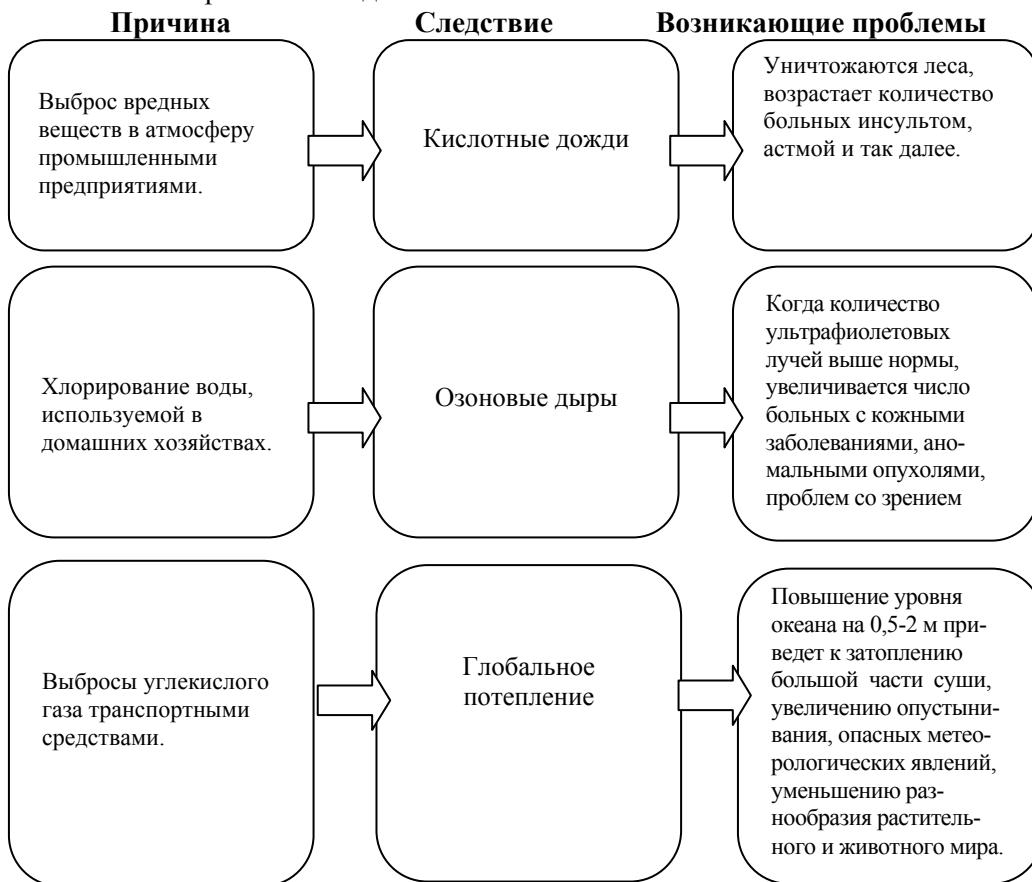 Причина
Следствие
Возникающие проблемы
Выброс вредных
веществ в атмосферу
промышленными
предприятиями.
Кислотные дожди
Уничтожаются леса,
возрастает количество
больных инсультом,
астмой и так далее.
Хлорирование воды,
используемой в
домашних хозяйствах.
Озоновые дыры
Когда количество
ультрафиолетовых
лучей выше нормы,
увеличивается число
больных с кожными
заболеваниями, ано-
мальными опухолями,
проблем со зрением
Выбросы углекислого
газа транспортными
средствами.
Глобальное
потепление
Повышение уровня
океана на 0,5-2 м при-
ведет к затоплению
большой части суши,
увеличению опустыни-
вания, опасных метео-
рологических явлений,
уменьшению раз-
нообразия раститель-
ного и животного мира.